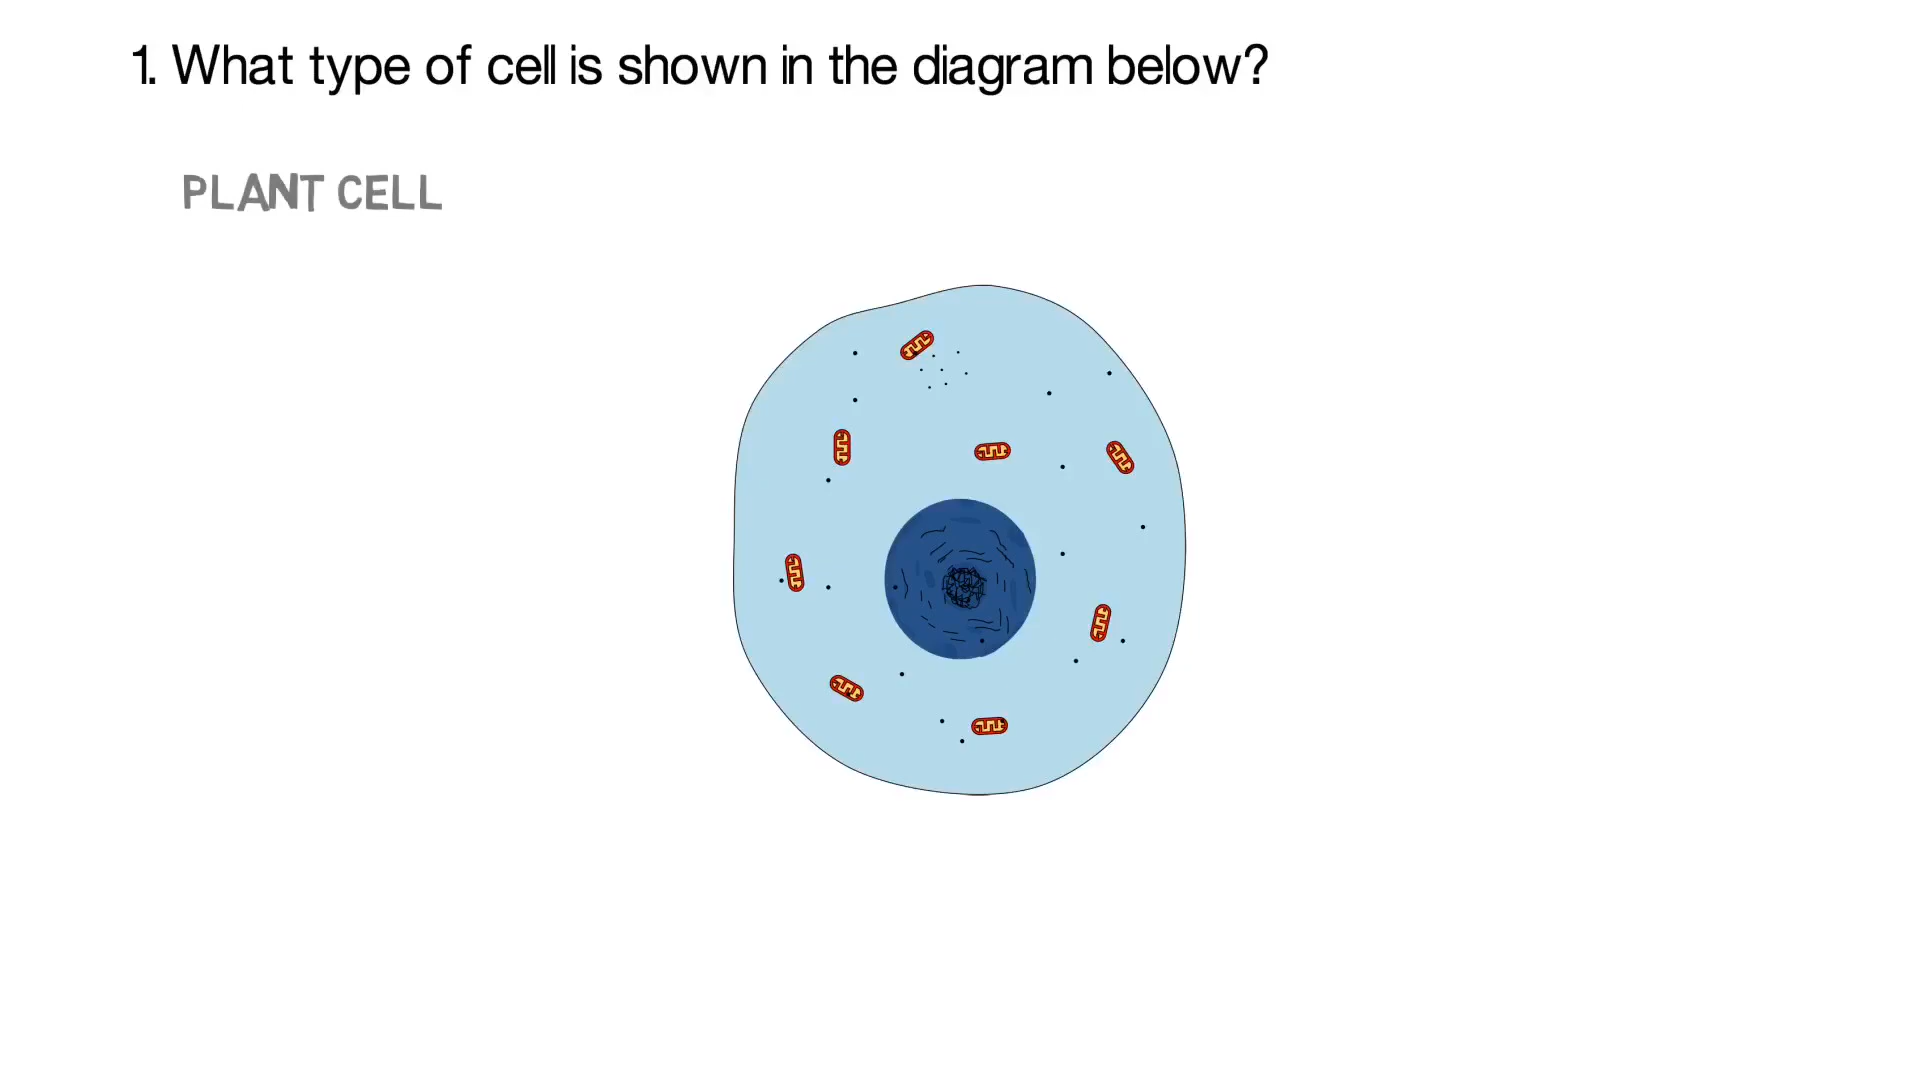 1. What type of cell is shown in the diagram below?
PLANT CELL